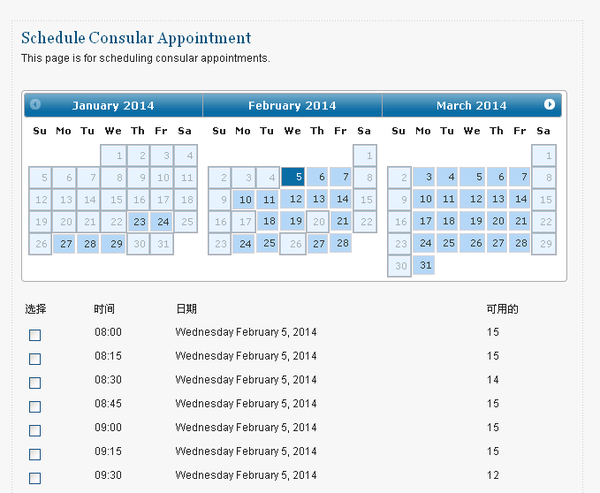 Schedule Consular Appointment
This page is for scheduling consular appointments.
January 2014 February 2014 March 2014
Su Mo Tu We Th Fr Sa Su Mo Tu We Th Fr Sa Su Mo Tu We Th Fr Sa
1 2 3 4 1 1
5 6 7 8 9 10 11 2 3 4 5 6 7 8 2 3 4 5 6 7 8
12 13 14 15 16 17 18 9 10 11 12 13 14 15 9 10 11 12 13 14 15
19 20 21 22 23 24 25 16 17 18 19 20 21 22 16 17 18 19 20 21 22
26 27 28 29 30 31 23 24 25 26 27 28 23 24 25 26 27 28 29
30 31
选择 时间 日期 可用的
08:00 Wednesday February 5, 2014 15
08:15 Wednesday February 5, 2014 15
08:30 Wednesday February 5, 2014 14
08:45 Wednesday February 5, 2014 15
09:00 Wednesday February 5, 2014 15
09:15 Wednesday February 5, 2014 15
09:30 Wednesday February 5, 2014 12